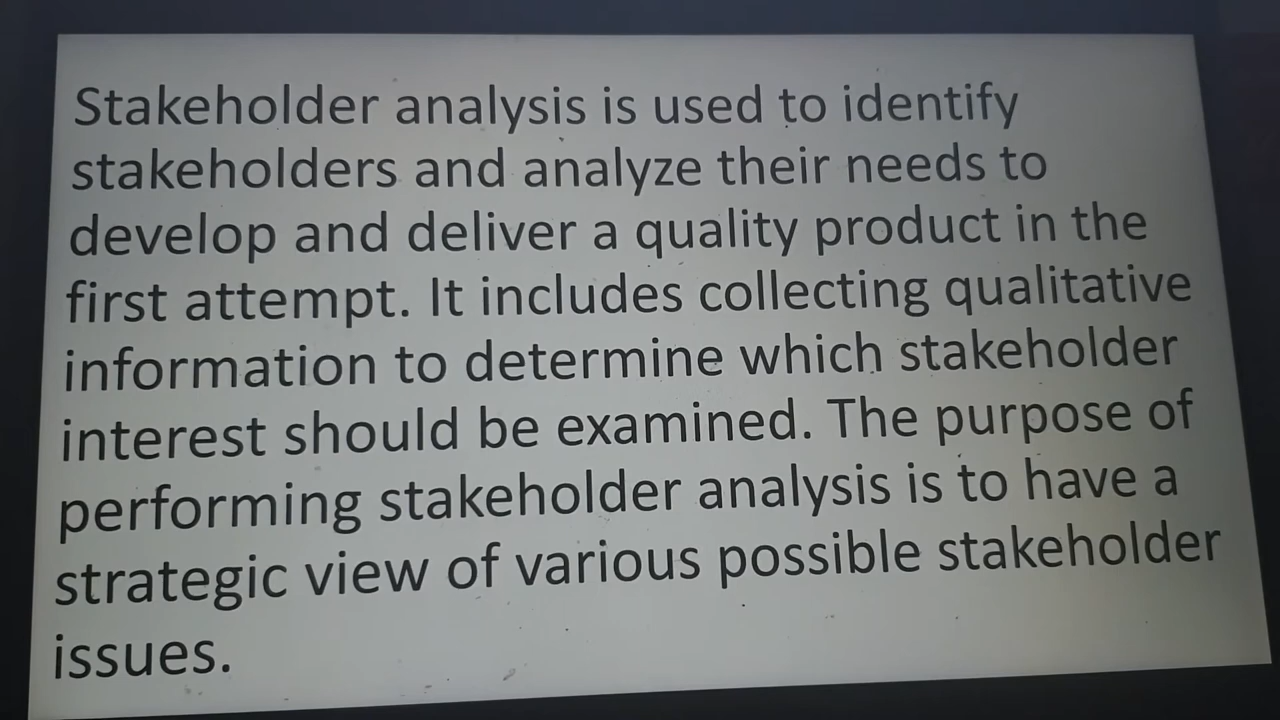 Stakeholder analysis is used to identify
stakeholders and analyze their needs to
develop and deliver a quality product in the
first attempt. It includes collecting qualitative
information to determine which stakeholder
interest should be examined. The purpose of
performing stakeholder analysis is to have a
strategic view of various possible stakeholder
issues.